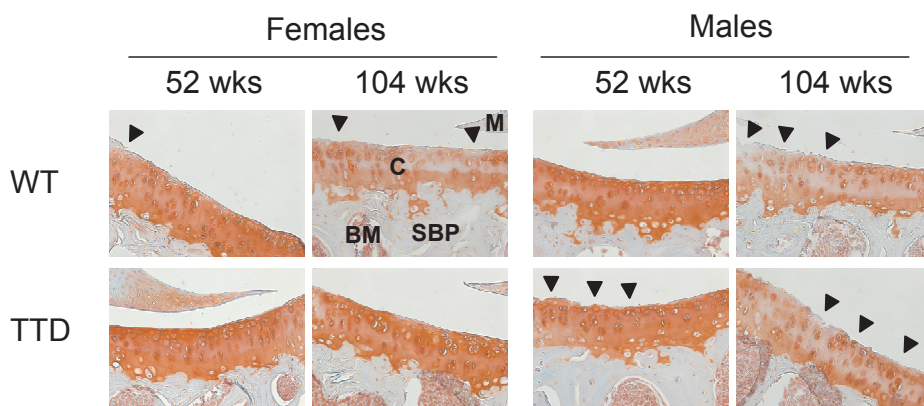 Females Males
52 wks 104 wks 52 wks 104 wks
WT
M
C
BM SBP
TTD